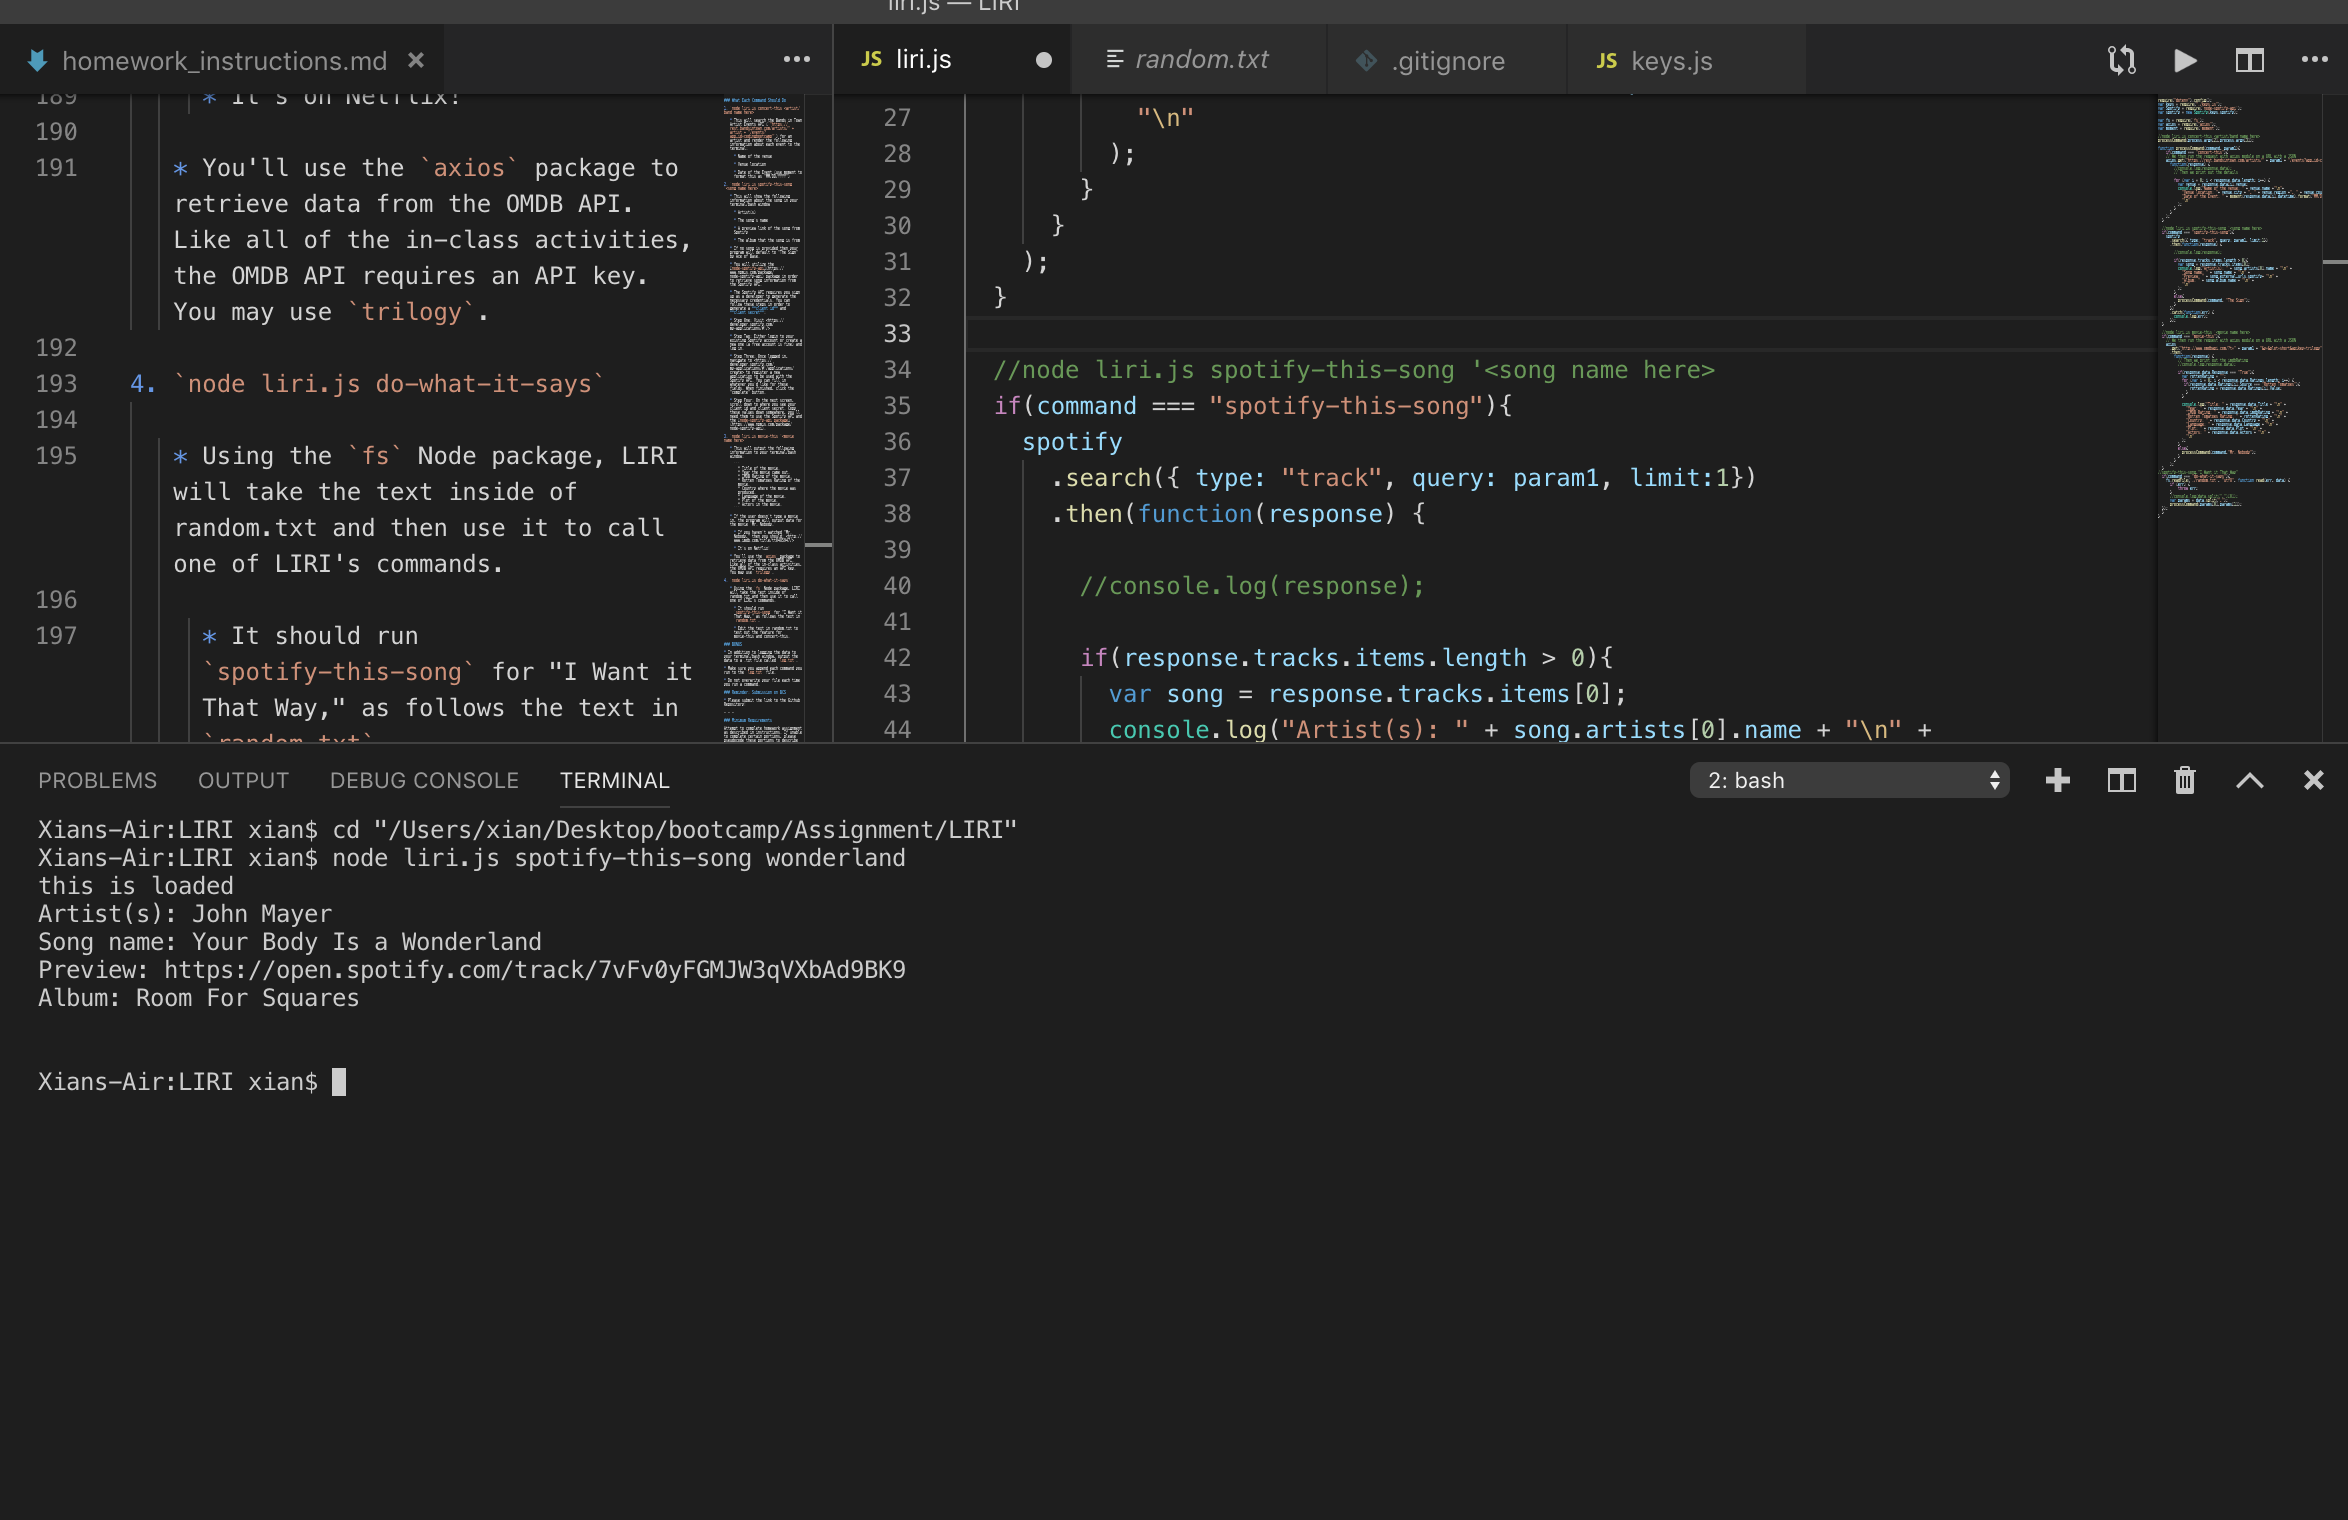 liri.js — LIRI
homework_instructions.md
JS liri.js
random.txt
.gitignore
JS keys.js
189 * It's on Netflix!
190
191 * You'll use the `axios` package to
retrieve data from the OMDB API.
Like all of the in-class activities,
the OMDB API requires an API key.
You may use `trilogy`.
192
193 4. `node liri.js do-what-it-says`
194
195 * Using the `fs` Node package, LIRI
will take the text inside of
random.txt and then use it to call
one of LIRI's commands.
196
197 * It should run
`spotify-this-song` for "I Want it
That Way," as follows the text in
`random.txt`
27 "\n"
28 );
29 }
30 }
31 );
32 }
33
34 //node liri.js spotify-this-song '<song name here>
35 if(command === "spotify-this-song"){
36 spotify
37 .search({ type: "track", query: param1, limit:1})
38 .then(function(response) {
39
40 //console.log(response);
41
42 if(response.tracks.items.length > 0){
43 var song = response.tracks.items[0];
44 console.log("Artist(s): " + song.artists[0].name + "\n" +
PROBLEMS OUTPUT DEBUG CONSOLE TERMINAL
2: bash
Xians-Air:LIRI xian$ cd "/Users/xian/Desktop/bootcamp/Assignment/LIRI"
Xians-Air:LIRI xian$ node liri.js spotify-this-song wonderland
this is loaded
Artist(s): John Mayer
Song name: Your Body Is a Wonderland
Preview: https://open.spotify.com/track/7vFv0yFGMJW3qVXbAd9BK9
Album: Room For Squares
Xians-Air:LIRI xian$